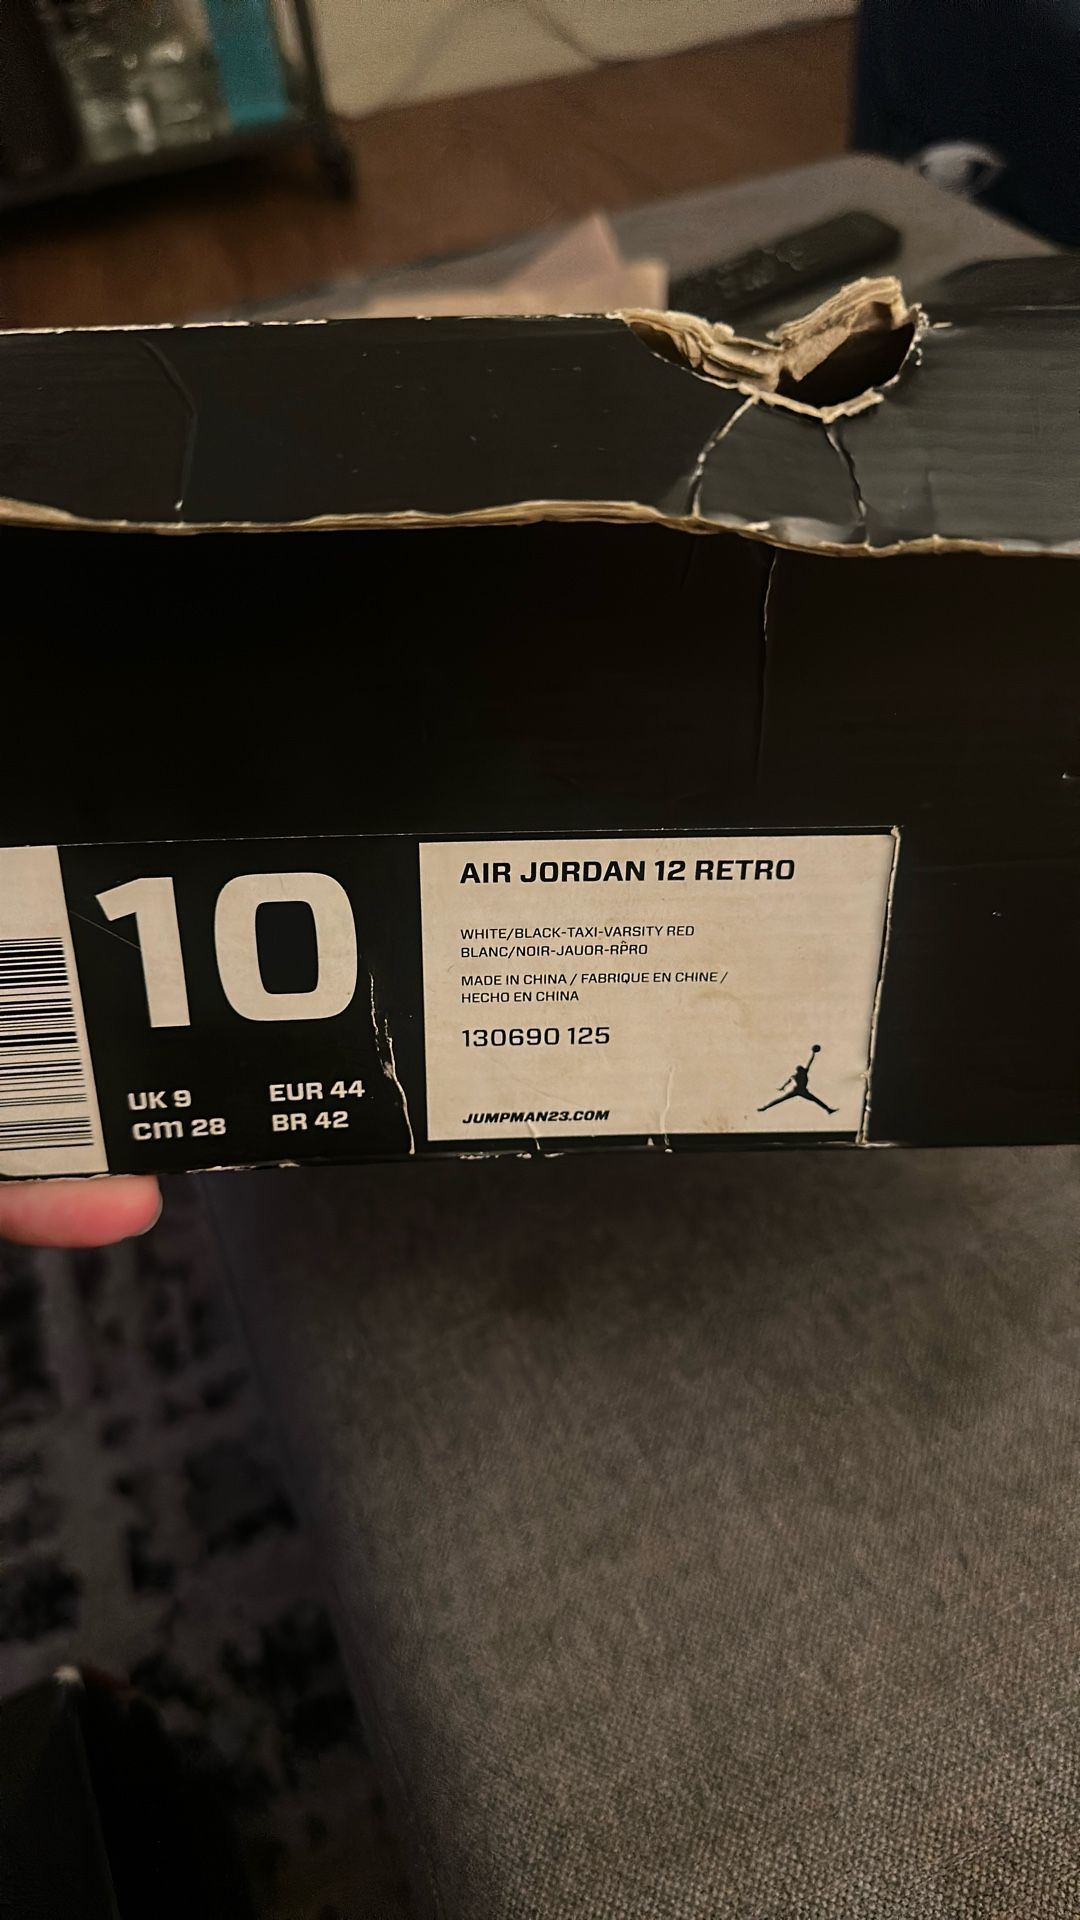 10
UK 9 EUR 44
cm 28 BR 42
AIR JORDAN 12 RETRO
WHITE/BLACK-TAXI-VARSITY RED
BLANC/NOIR-JAUOR-RPRO
MADE IN CHINA / FABRIQUE EN CHINE /
HECHO EN CHINA
130690 125
JUMPMAN23.COM